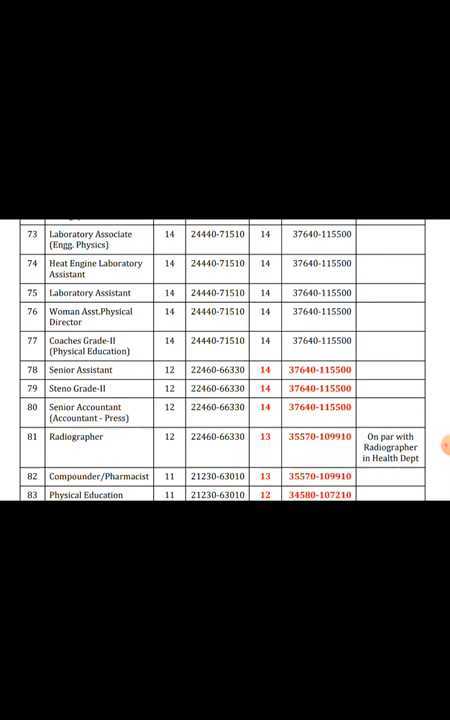 73 Laboratory Associate 14 24440-71510 14 37640-115500
(Engg. Physics)
74 Heat Engine Laboratory 14 24440-71510 14 37640-115500
Assistant
75 Laboratory Assistant 14 24440-71510 14 37640-115500
76 Woman Asst.Physical 14 24440-71510 14 37640-115500
Director
77 Coaches Grade-II 14 24440-71510 14 37640-115500
(Physical Education)
78 Senior Assistant 12 22460-66330 14 37640-115500
79 Steno Grade-II 12 22460-66330 14 37640-115500
80 Senior Accountant 12 22460-66330 14 37640-115500
(Accountant - Press)
81 Radiographer 12 22460-66330 13 35570-109910 On par with
Radiographer
in Health Dept
82 Compounder/Pharmacist 11 21230-63010 13 35570-109910
83 Physical Education 11 21230-63010 12 34580-107210